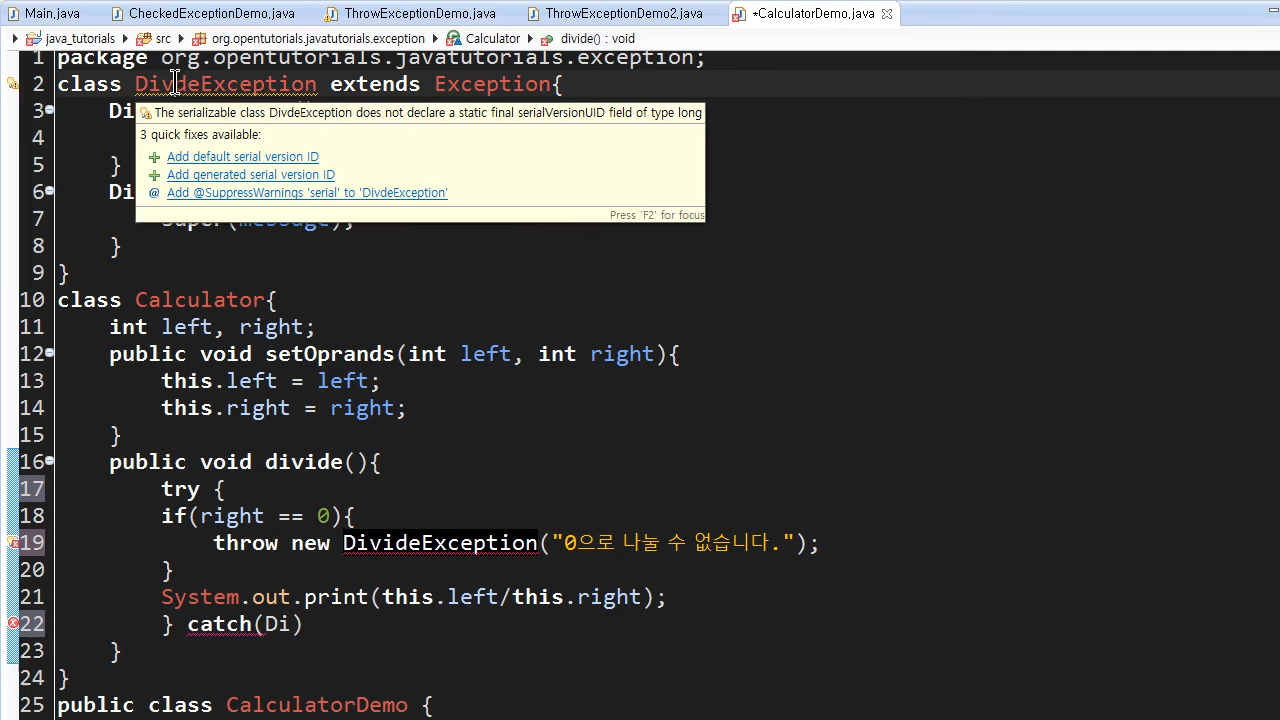 Main.java CheckedExceptionDemo.java ThrowExceptionDemo.java ThrowExceptionDemo2.java *CalculatorDemo.java
java_tutorials src org.opentutorials.javatutorials.exception Calculator divide() : void
1 package org.opentutorials.javatutorials.exception;
2 class DivdeException extends Exception{
3 Di
The serializable class DivdeException does not declare a static final serialVersionUID field of type long
3 quick fixes available:
4
Add default serial version ID
5 }
Add generated serial version ID
6 Di
Add @SuppressWarnings 'serial' to 'DivdeException'
Press 'F2' for focus
7 super(message);
8 }
9 }
10 class Calculator{
11 int left, right;
12 public void setOprands(int left, int right){
13 this.left = left;
14 this.right = right;
15 }
16 public void divide(){
17 try {
18 if(right == 0){
19 throw new DivideException("0으로 나눌 수 없습니다.");
20 }
21 System.out.print(this.left/this.right);
22 } catch(Di)
23 }
24 }
25 public class CalculatorDemo {